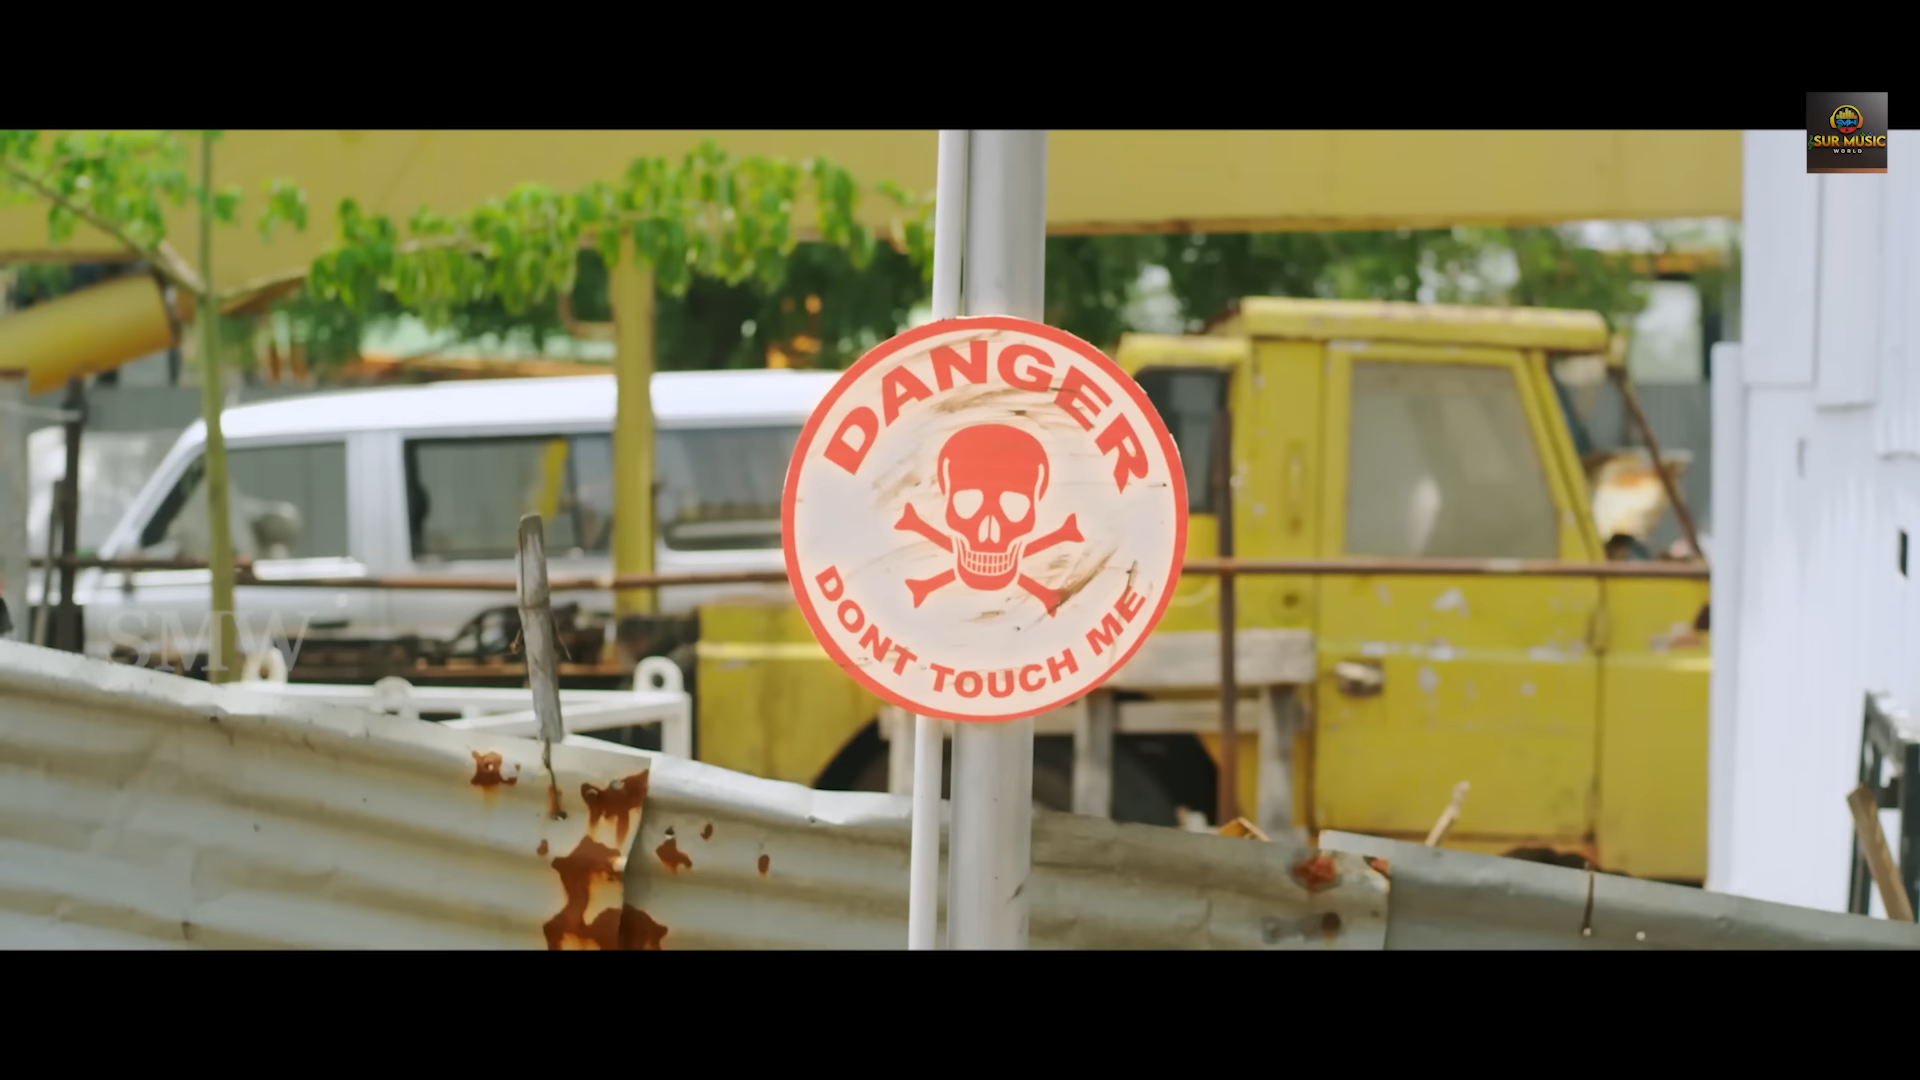 SUR MUSIC
WORLD
DANGER
DONT TOUCH ME
SMW